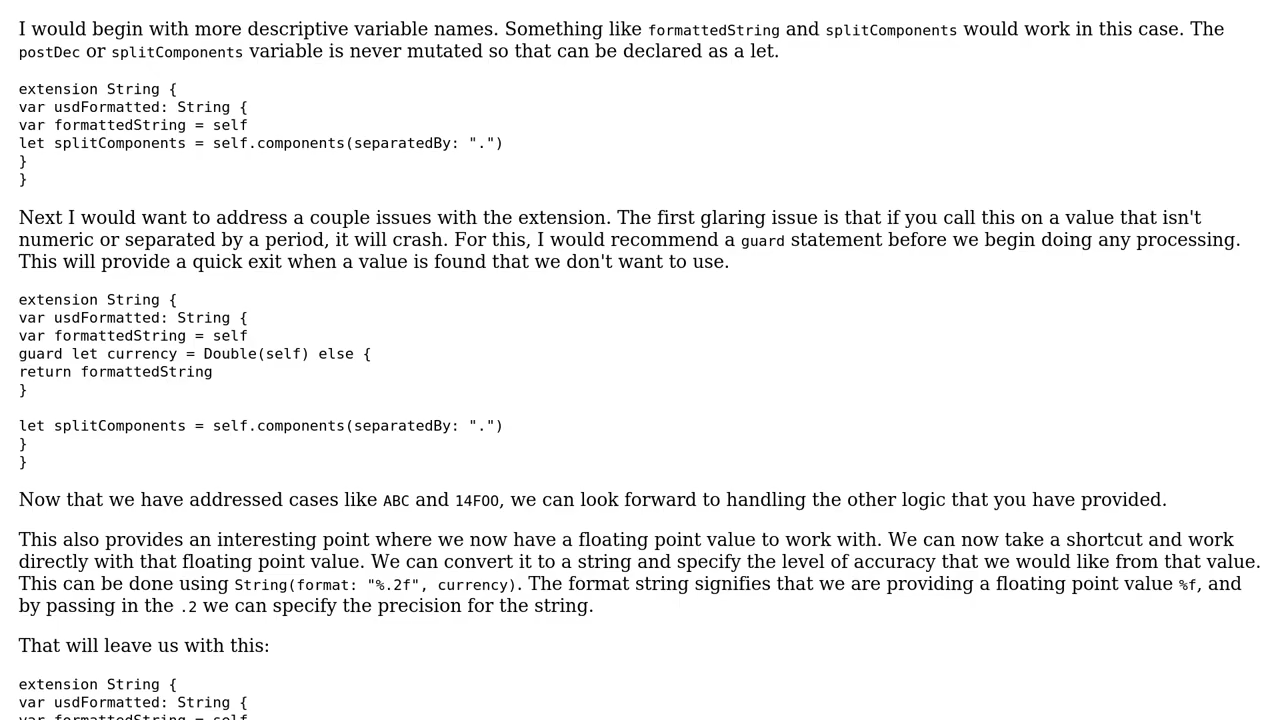 I would begin with more descriptive variable names. Something like formattedString and splitComponents would work in this case. The
postDec or splitComponents variable is never mutated so that can be declared as a let.
extension String {
var usdFormatted: String {
var formattedString = self
let splitComponents = self.components(separatedBy: ".")
}
}
Next I would want to address a couple issues with the extension. The first glaring issue is that if you call this on a value that isn't
numeric or separated by a period, it will crash. For this, I would recommend a guard statement before we begin doing any processing.
This will provide a quick exit when a value is found that we don't want to use.
extension String {
var usdFormatted: String {
var formattedString = self
guard let currency = Double(self) else {
return formattedString
}
let splitComponents = self.components(separatedBy: ".")
}
}
Now that we have addressed cases like ABC and 14FOO, we can look forward to handling the other logic that you have provided.
This also provides an interesting point where we now have a floating point value to work with. We can now take a shortcut and work
directly with that floating point value. We can convert it to a string and specify the level of accuracy that we would like from that value.
This can be done using String(format: "%.2f", currency). The format string signifies that we are providing a floating point value %f, and
by passing in the .2 we can specify the precision for the string.
That will leave us with this:
extension String {
var usdFormatted: String {
var formattedString = self